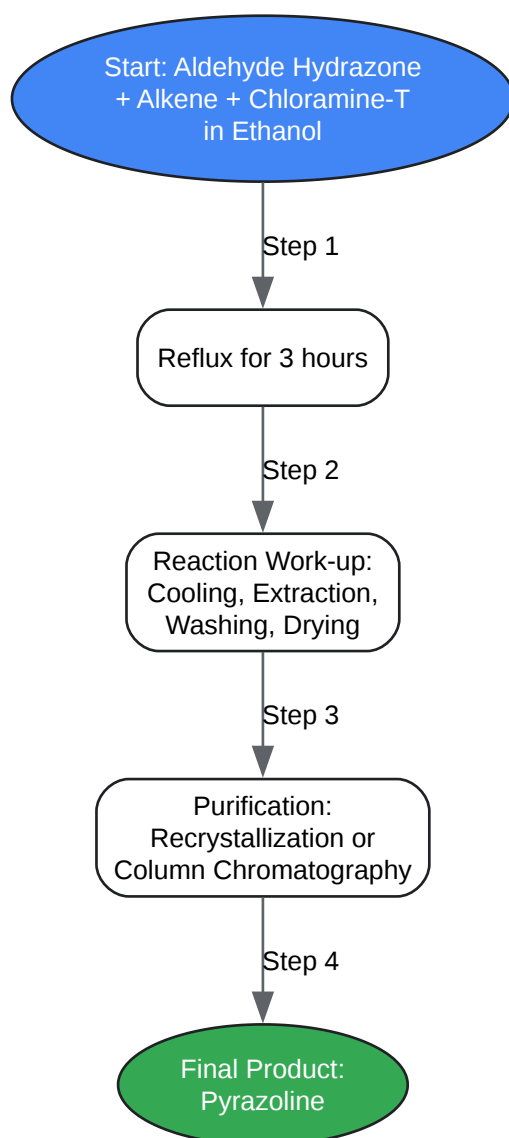 Start: Aldehyde Hydrazone
+ Alkene + Chloramine-T
in Ethanol
Step 1
Reflux for 3 hours
Step 2
Reaction Work-up:
Cooling, Extraction,
Washing, Drying
Step 3
Purification:
Recrystallization or
Column Chromatography
Step 4
Final Product:
Pyrazoline